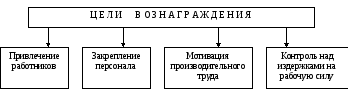 ЦЕЛИ ВОЗНАГРАЖДЕНИЯ
Привлечение
работников
Закрепление
персонала
Мотивация
производительного
труда
Контроль над
издержками на
рабочую силу